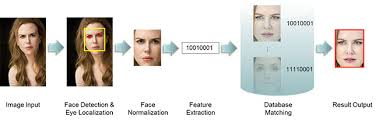 10010001
10010001
11110001
Image Input
Face Detection &
Eye Localization
Face
Normalization
Feature
Extraction
Database
Matching
Result Output